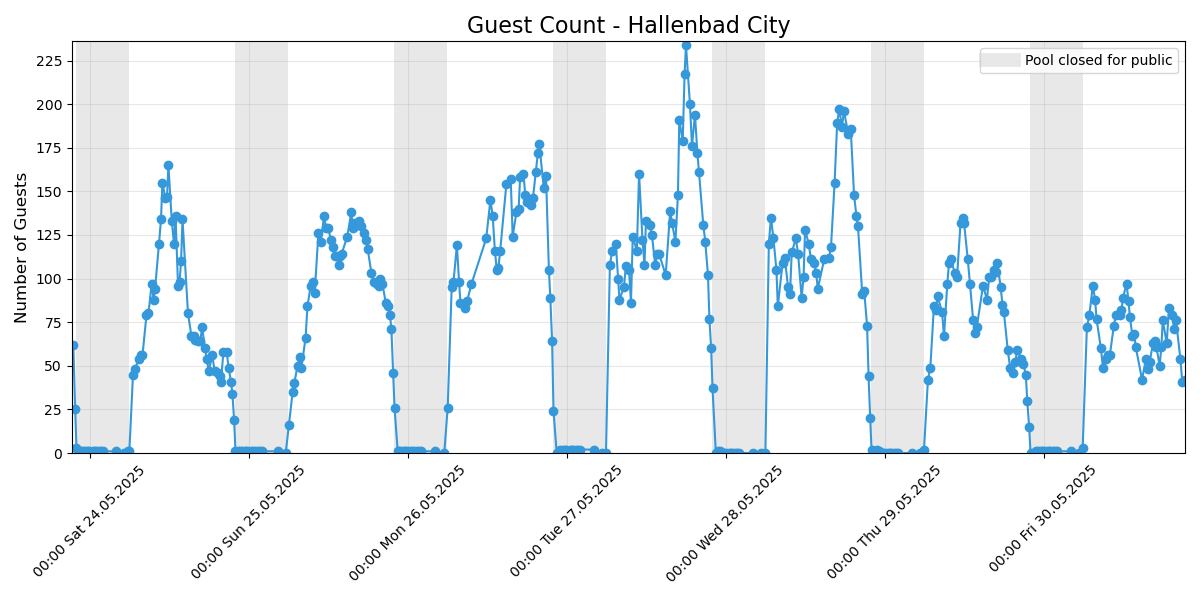 Guest Count - Hallenbad City
Pool closed for public
Number of Guests
225
200
175
150
125
100
75
50
25
0
00:00 Sat 24.05.2025
00:00 Sun 25.05.2025
00:00 Mon 26.05.2025
00:00 Tue 27.05.2025
00:00 Wed 28.05.2025
00:00 Thu 29.05.2025
00:00 Fri 30.05.2025